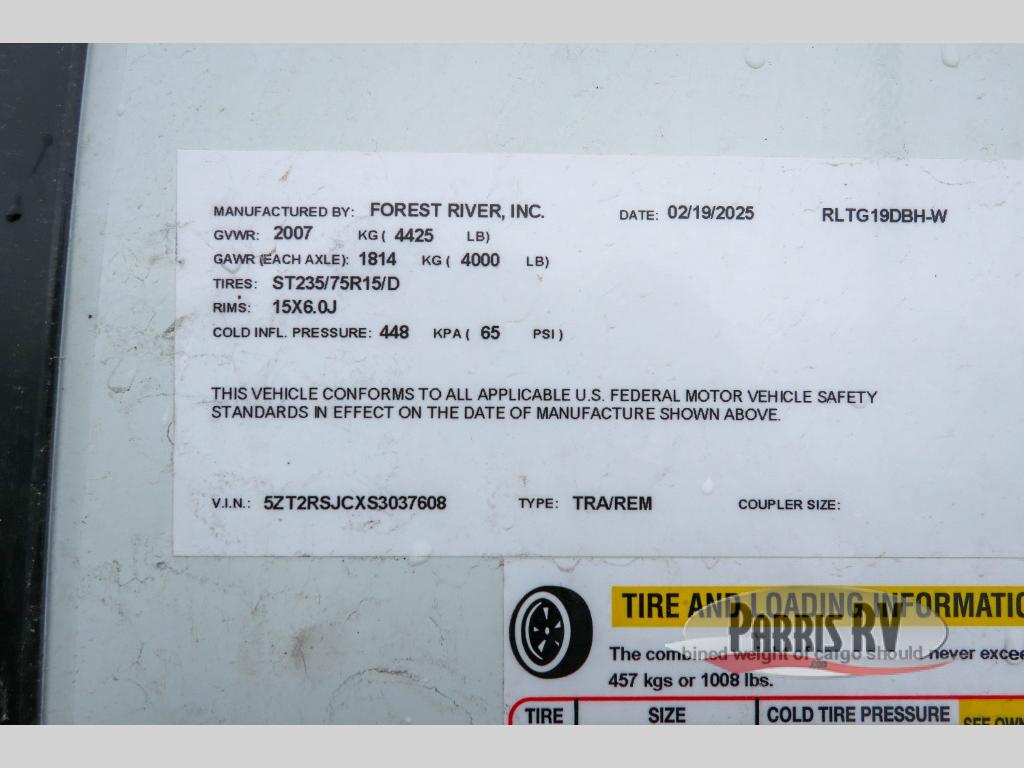 MANUFACTURED BY: FOREST RIVER, INC. DATE: 02/19/2025 RLTG19DBH-W
GVWR: 2007 KG ( 4425 LB)
GAWR (EACH AXLE): 1814 KG ( 4000 LB)
TIRES: ST235/75R15/D
RIMS: 15X6.0J
COLD INFL. PRESSURE: 448 KPA ( 65 PSI )
THIS VEHICLE CONFORMS TO ALL APPLICABLE U.S. FEDERAL MOTOR VEHICLE SAFETY
STANDARDS IN EFFECT ON THE DATE OF MANUFACTURE SHOWN ABOVE.
V.I.N.: 5ZT2RSJCXS3037608 TYPE: TRA/REM COUPLER SIZE:
TIRE AND LOADING INFORMATIO
PARRIS RV
.com
The combined weight of cargo should never excee
457 kgs or 1008 lbs.
TIRE SIZE COLD TIRE PRESSURE SEE OWN